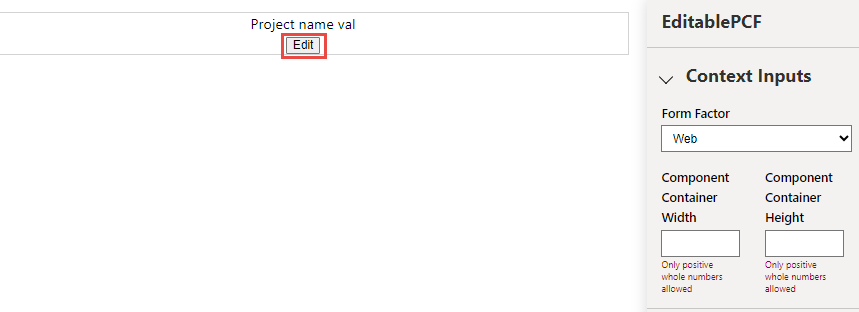 Project name val
Edit
EditablePCF
Context Inputs
Form Factor
Web
Component Container Width
Component Container Height
Only positive whole numbers allowed
Only positive whole numbers allowed